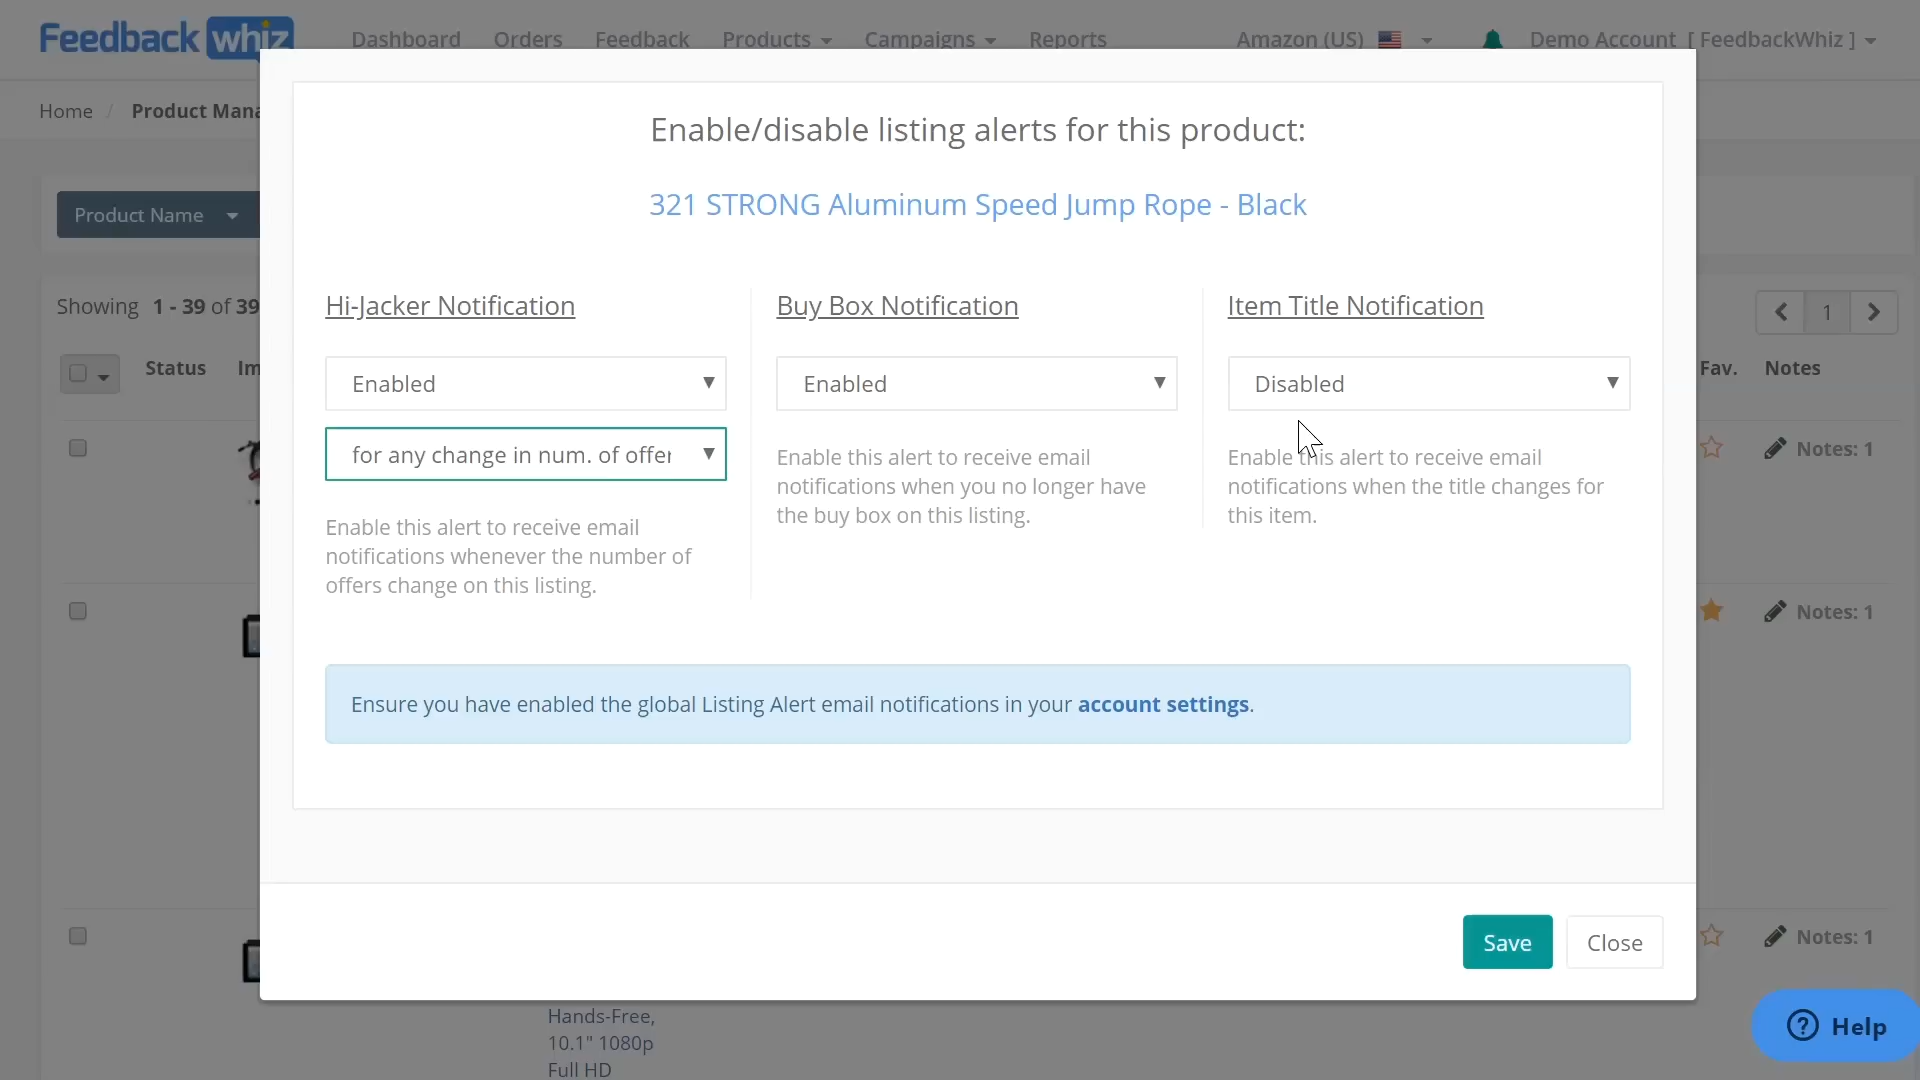 Feedback whiz
Dashboard Orders Feedback Products Campaigns Reports Amazon (US) Demo Account [ FeedbackWhiz ]
Home / Product Mana
Enable/disable listing alerts for this product:
321 STRONG Aluminum Speed Jump Rope - Black
Product Name
Showing 1 - 39 of 39
1
Status Im
Fav. Notes
Hi-Jacker Notification
Enabled
for any change in num. of offer
Enable this alert to receive email
notifications whenever the number of
offers change on this listing.
Buy Box Notification
Enabled
Enable this alert to receive email
notifications when you no longer have
the buy box on this listing.
Item Title Notification
Disabled
Enable this alert to receive email
notifications when the title changes for
this item.
Notes: 1
Notes: 1
Notes: 1
Ensure you have enabled the global Listing Alert email notifications in your account settings.
Save Close
Hands-Free,
10.1" 1080p
Full HD
? Help